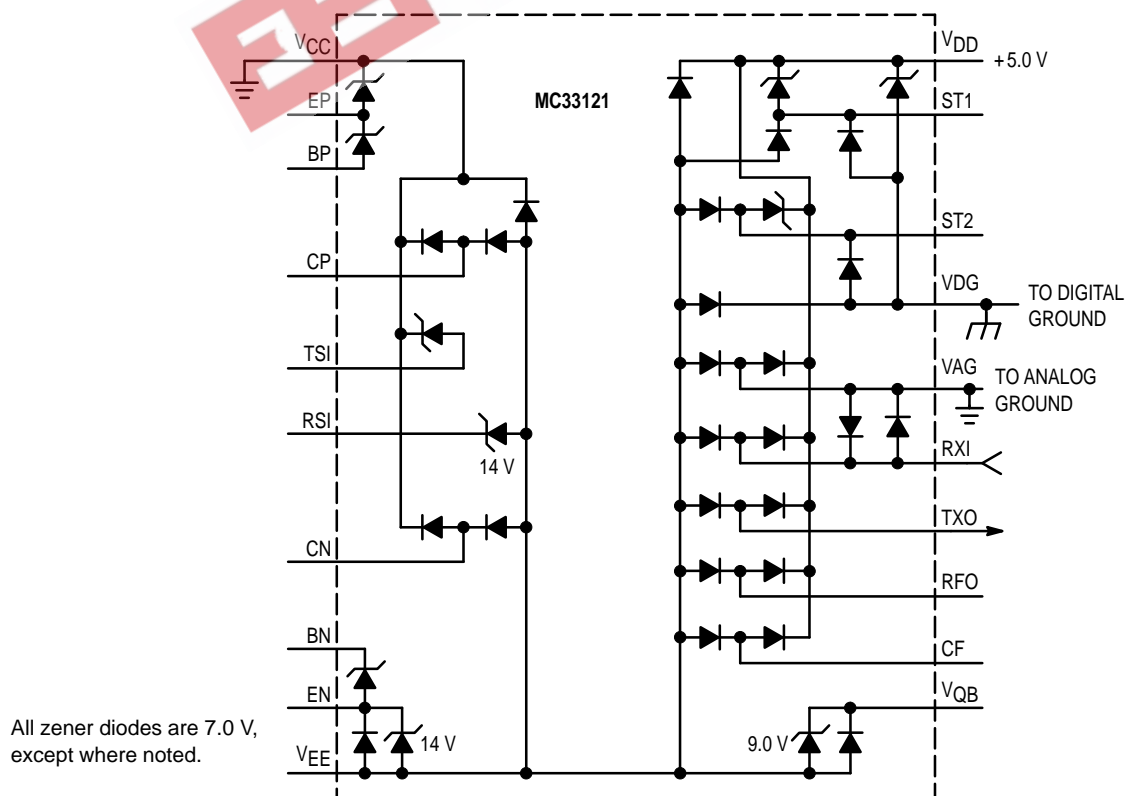 VCC
EP
BP
CP
TSI
RSI
14 V
CN
BN
EN
14 V
VEE
All zener diodes are 7.0 V,
except where noted.
MC33121
VDD
+5.0 V
ST1
ST2
VDG
TO DIGITAL
GROUND
VAG
TO ANALOG
GROUND
RXI
TXO
RFO
CF
VQB
9.0 V